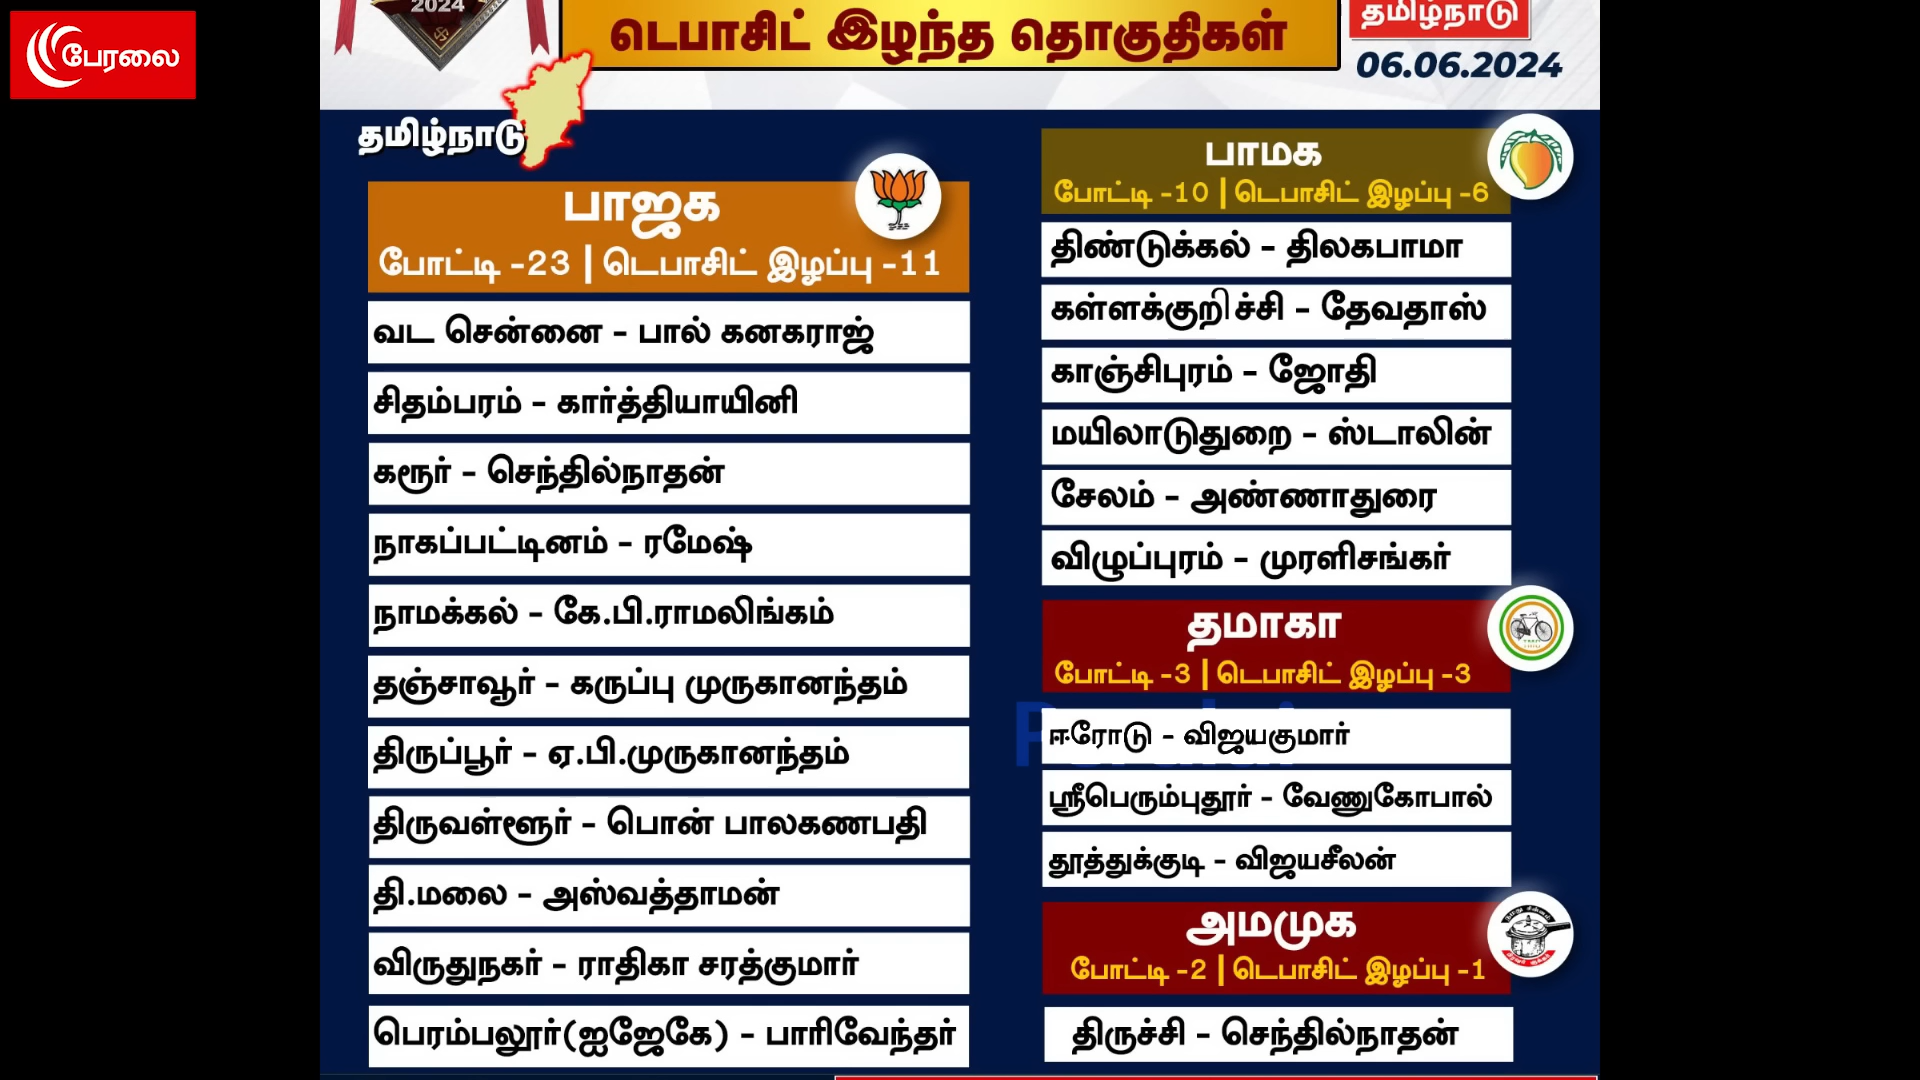 பேரலை
2024
டெபாசிட் இழந்த தொகுதிகள்
தமிழ்நாடு
06.06.2024
தமிழ்நாடு
பாஜக
போட்டி -23 | டெபாசிட் இழப்பு -11
வட சென்னை - பால் கனகராஜ்
சிதம்பரம் - கார்த்தியாயினி
கரூர் - செந்தில்நாதன்
நாகப்பட்டினம் - ரமேஷ்
நாமக்கல் - கே.பி.ராமலிங்கம்
தஞ்சாவூர் - கருப்பு முருகானந்தம்
திருப்பூர் - ஏ.பி.முருகானந்தம்
திருவள்ளூர் - பொன் பாலகணபதி
தி.மலை - அஸ்வத்தாமன்
விருதுநகர் - ராதிகா சரத்குமார்
பெரம்பலூர்(ஐஜேகே) - பாரிவேந்தர்
பாமக
போட்டி -10 | டெபாசிட் இழப்பு -6
திண்டுக்கல் - திலகபாமா
கள்ளக்குறிச்சி - தேவதாஸ்
காஞ்சிபுரம் - ஜோதி
மயிலாடுதுறை - ஸ்டாலின்
சேலம் - அண்ணாதுரை
விழுப்புரம் - முரளிசங்கர்
தமாகா
போட்டி -3 | டெபாசிட் இழப்பு -3
ஈரோடு - விஜயகுமார்
ஸ்ரீபெரும்புதூர் - வேணுகோபால்
தூத்துக்குடி - விஜயசீலன்
அமமுக
போட்டி -2 | டெபாசிட் இழப்பு -1
திருச்சி - செந்தில்நாதன்